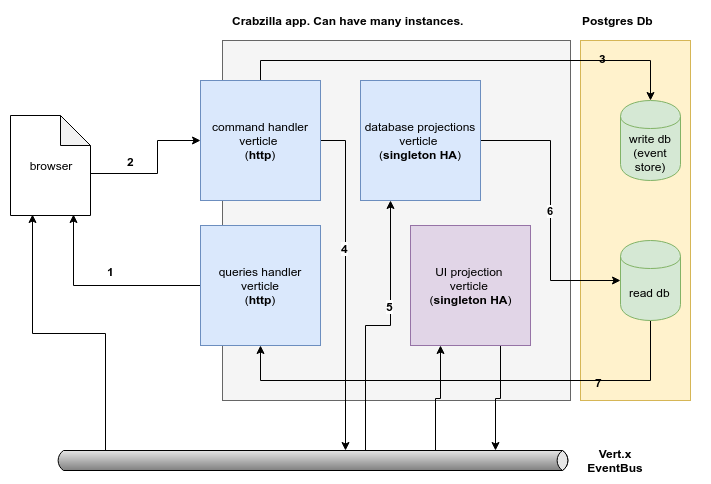 Crabzilla app. Can have many instances.
Postgres Db
3
command handler
verticle
(http)
database projections
verticle
(singleton HA)
write db
(event
store)
browser
2
6
4
1
queries handler
verticle
(http)
UI projection
verticle
(singleton HA)
read db
5
7
Vert.x
EventBus